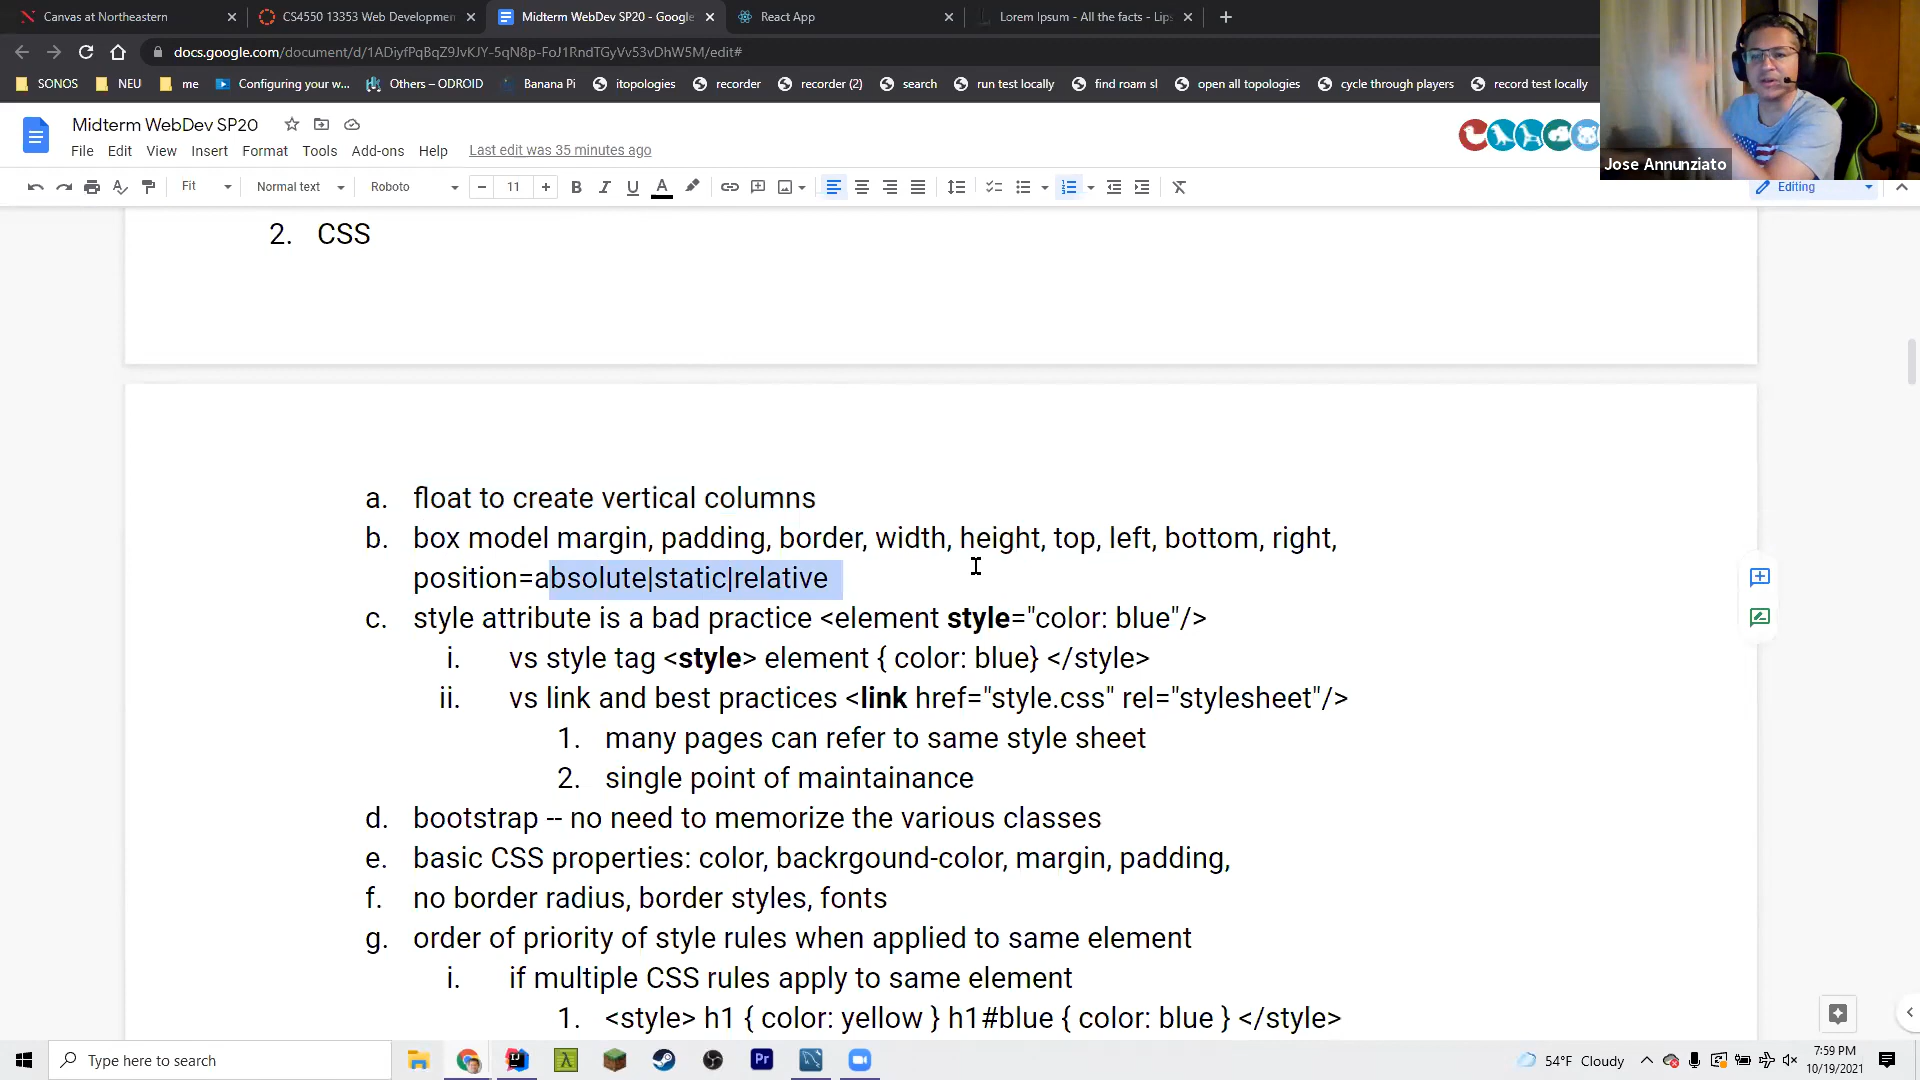 Canvas at Northeastern
CS4550 13353 Web Developmen
Midterm WebDev SP20 - Google
React App
Lorem Ipsum - All the facts - Lips
docs.google.com/document/d/1ADiyfPqBqZ9JvKJY-5qN8p-FoJ1RndTGyVv53vDhW5M/edit#
SONOS
NEU
me
Configuring your w...
Others – ODROID
Banana Pi
itopologies
recorder
recorder (2)
search
run test locally
find roam sl
open all topologies
cycle through players
record test locally
Jose Annunziato
Midterm WebDev SP20
File Edit View Insert Format Tools Add-ons Help
Last edit was 35 minutes ago
Fit
Normal text
Roboto
11
Editing
2. CSS
a. float to create vertical columns
b. box model margin, padding, border, width, height, top, left, bottom, right,
position=absolute|static|relative
c. style attribute is a bad practice <element style="color: blue"/>
i. vs style tag <style> element { color: blue} </style>
ii. vs link and best practices <link href="style.css" rel="stylesheet"/>
1. many pages can refer to same style sheet
2. single point of maintainance
d. bootstrap -- no need to memorize the various classes
e. basic CSS properties: color, backrgound-color, margin, padding,
f. no border radius, border styles, fonts
g. order of priority of style rules when applied to same element
i. if multiple CSS rules apply to same element
1. <style> h1 { color: yellow } h1#blue { color: blue } </style>
Type here to search
54°F Cloudy
7:59 PM
10/19/2021